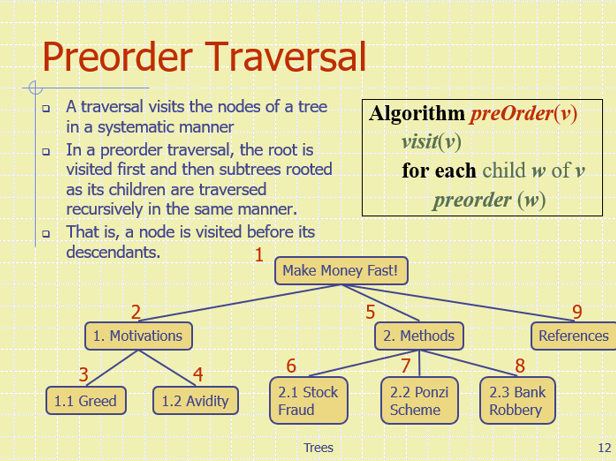 Preorder Traversal
❑ A traversal visits the nodes of a tree
in a systematic manner
❑ In a preorder traversal, the root is
visited first and then subtrees rooted
as its children are traversed
recursively in the same manner.
❑ That is, a node is visited before its
descendants.
Algorithm preOrder(v)
visit(v)
for each child w of v
preorder (w)
1
Make Money Fast!
2
5
9
1. Motivations
2. Methods
References
3
4
6
7
8
1.1 Greed
1.2 Avidity
2.1 Stock
Fraud
2.2 Ponzi
Scheme
2.3 Bank
Robbery
Trees
12